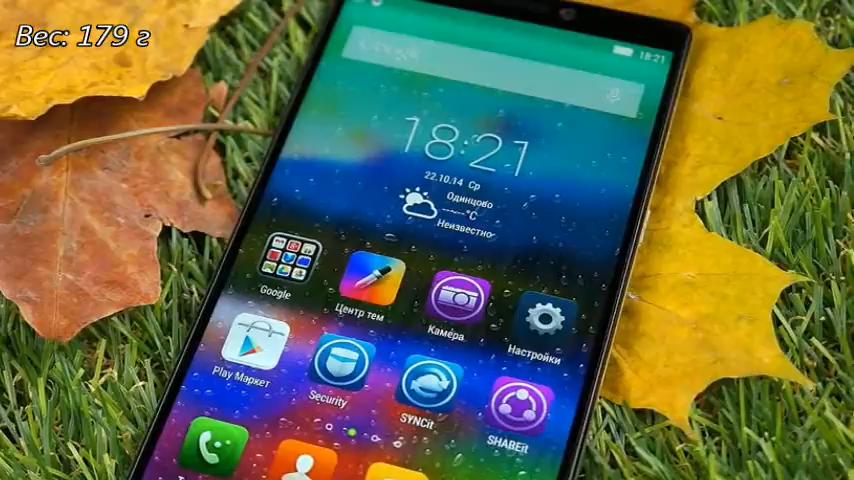 Вес: 179 г
18:21
Google
18:21
22.10.14 Ср
Одинцово
--°C
Неизвестно
Google
Центр тем
Камера
Настройки
Play Маркет
Security
SYNCit
SHAREit